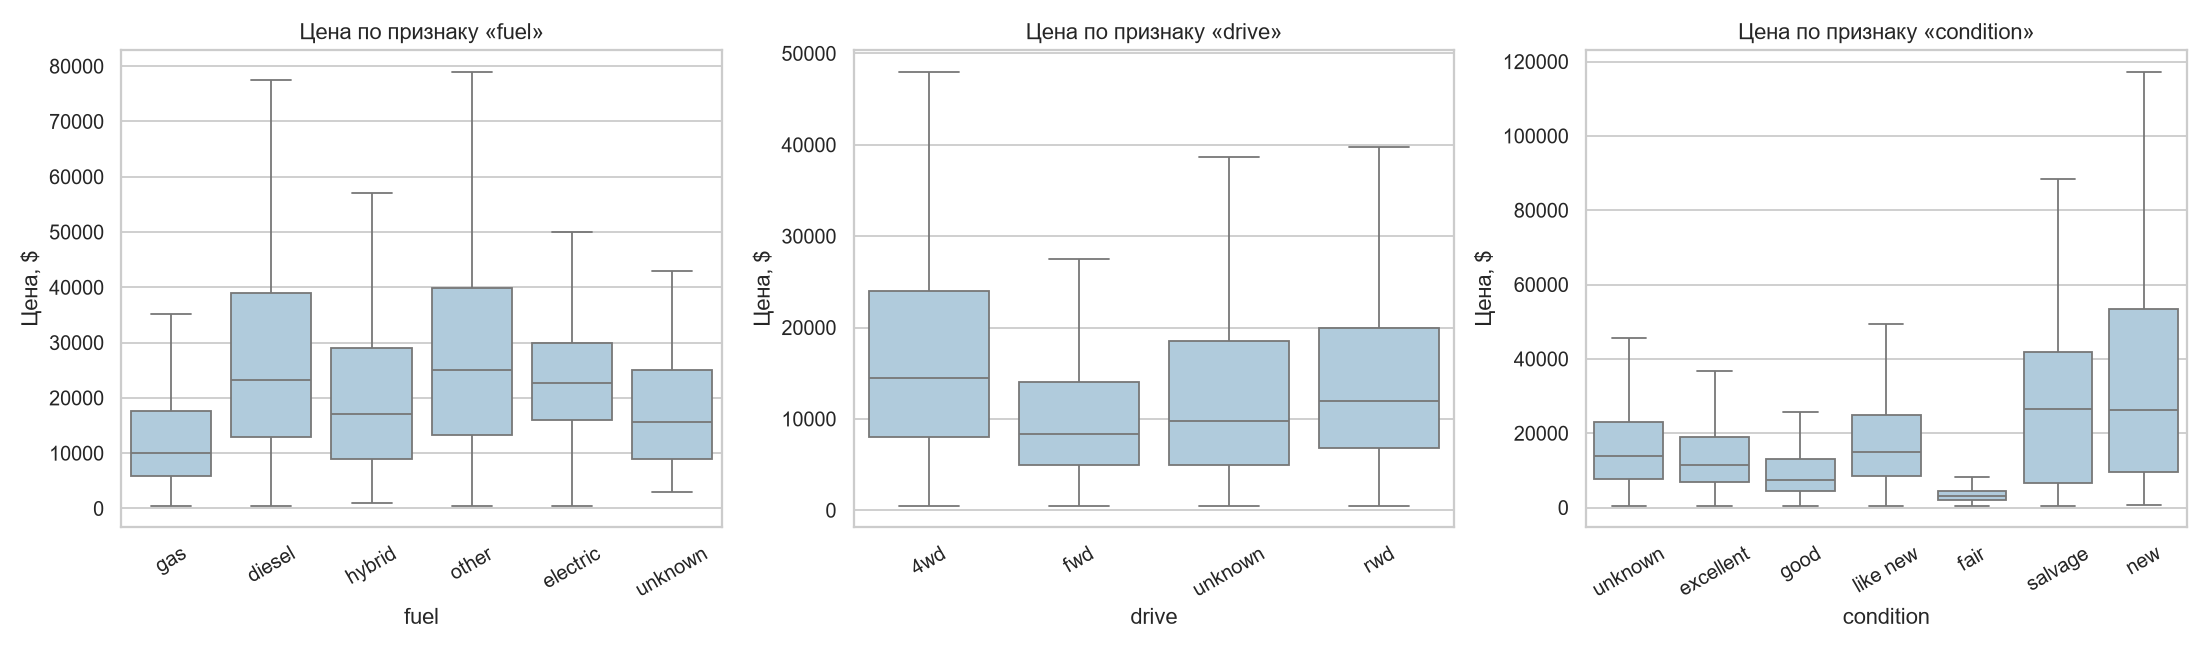 Цена по признаку «fuel»
Цена, $
80000
70000
60000
50000
40000
30000
20000
10000
0
gas
diesel
hybrid
other
electric
unknown
fuel
Цена по признаку «drive»
Цена, $
50000
40000
30000
20000
10000
0
4wd
fwd
unknown
rwd
drive
Цена по признаку «condition»
Цена, $
120000
100000
80000
60000
40000
20000
0
unknown
excellent
good
like new
fair
salvage
new
condition